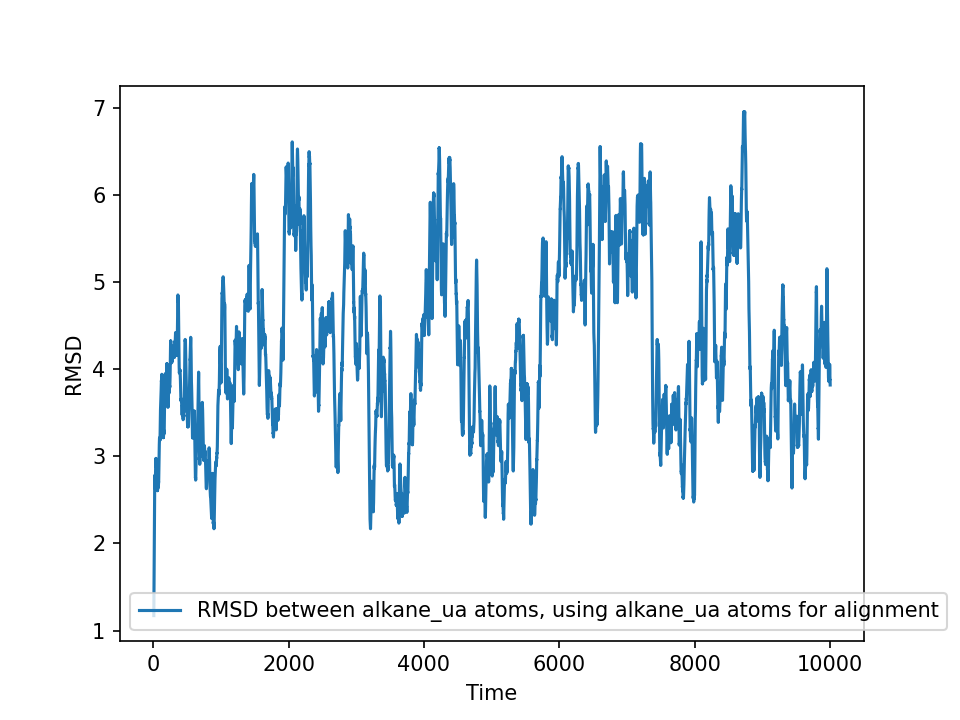 7
6
5
4
3
2
1
RMSD
RMSD between alkane_ua atoms, using alkane_ua atoms for alignment
0 2000 4000 6000 8000 10000
Time